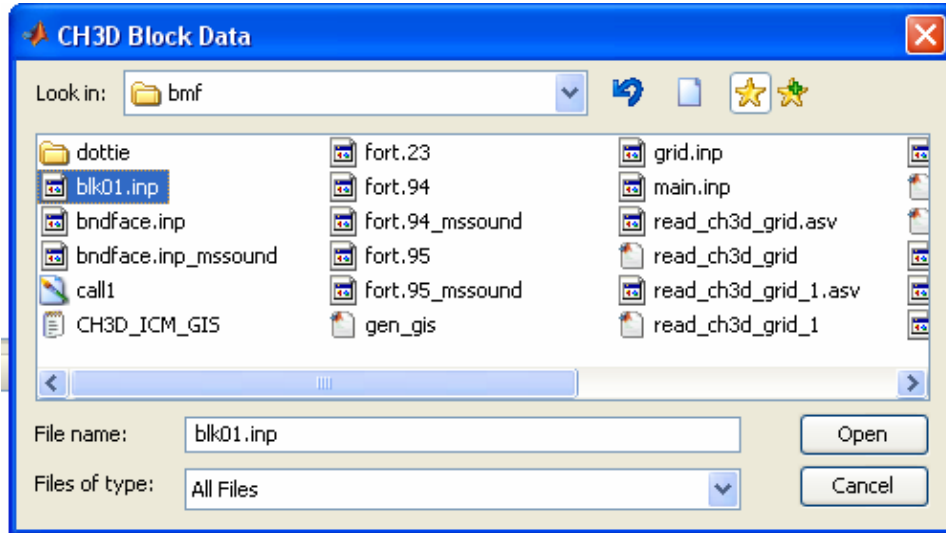 CH3D Block Data
Look in: bmf
dottie fort.23 grid.inp
blk01.inp fort.94 main.inp
bndface.inp fort.94_mssound read_ch3d_grid.asv
bndface.inp_mssound fort.95 read_ch3d_grid
call1 fort.95_mssound read_ch3d_grid_1.asv
CH3D_ICM_GIS gen_gis read_ch3d_grid_1
File name: blk01.inp Open
Files of type: All Files Cancel